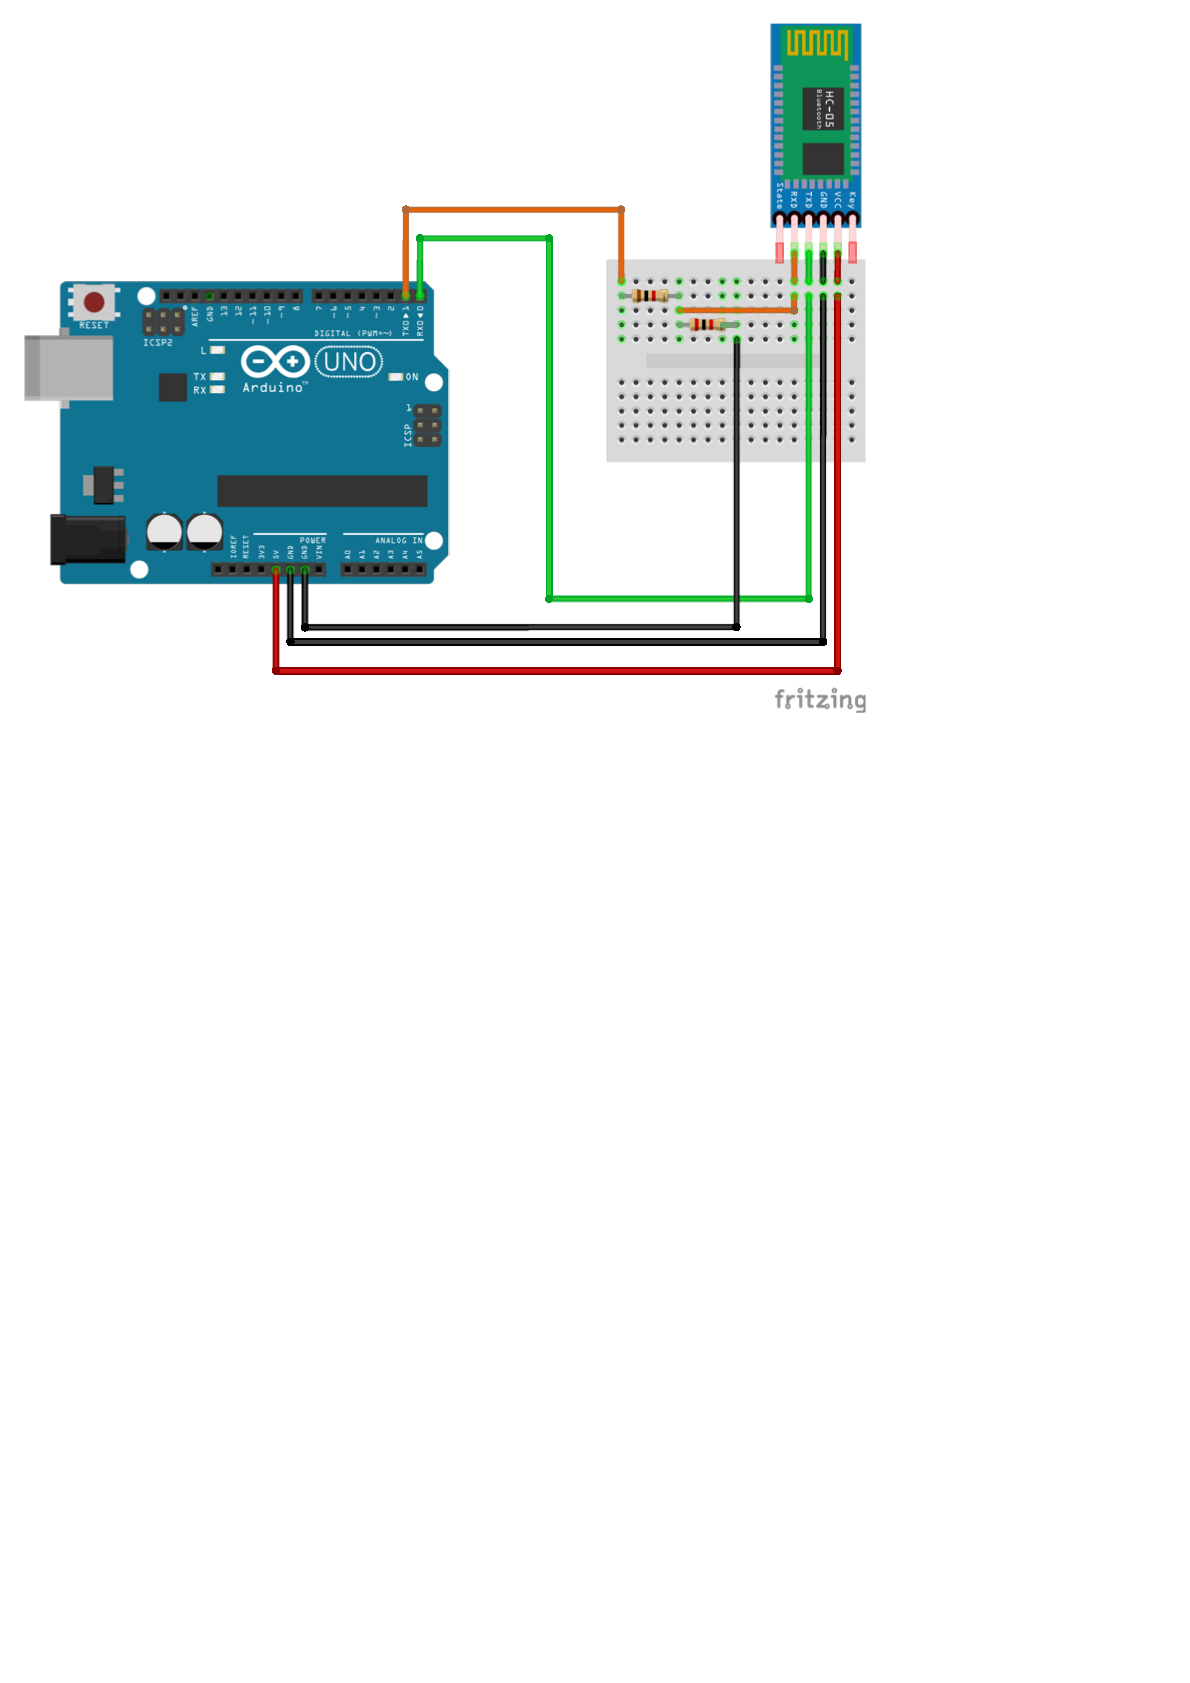 HC-05
Bluetooth
State
RXD
TXD
GND
VCC
Key
RESET
ICSP2
AREF
GND
13
12
~11
~10
~9
8
7
~6
~5
4
~3
2
TX0▶1
RX0◀0
DIGITAL (PWM=~)
L
TX
RX
UNO
Arduino™
ON
1
ICSP
POWER
ANALOG IN
IOREF
RESET
3V3
5V
GND
GND
VIN
A0
A1
A2
A3
A4
A5
fritzing